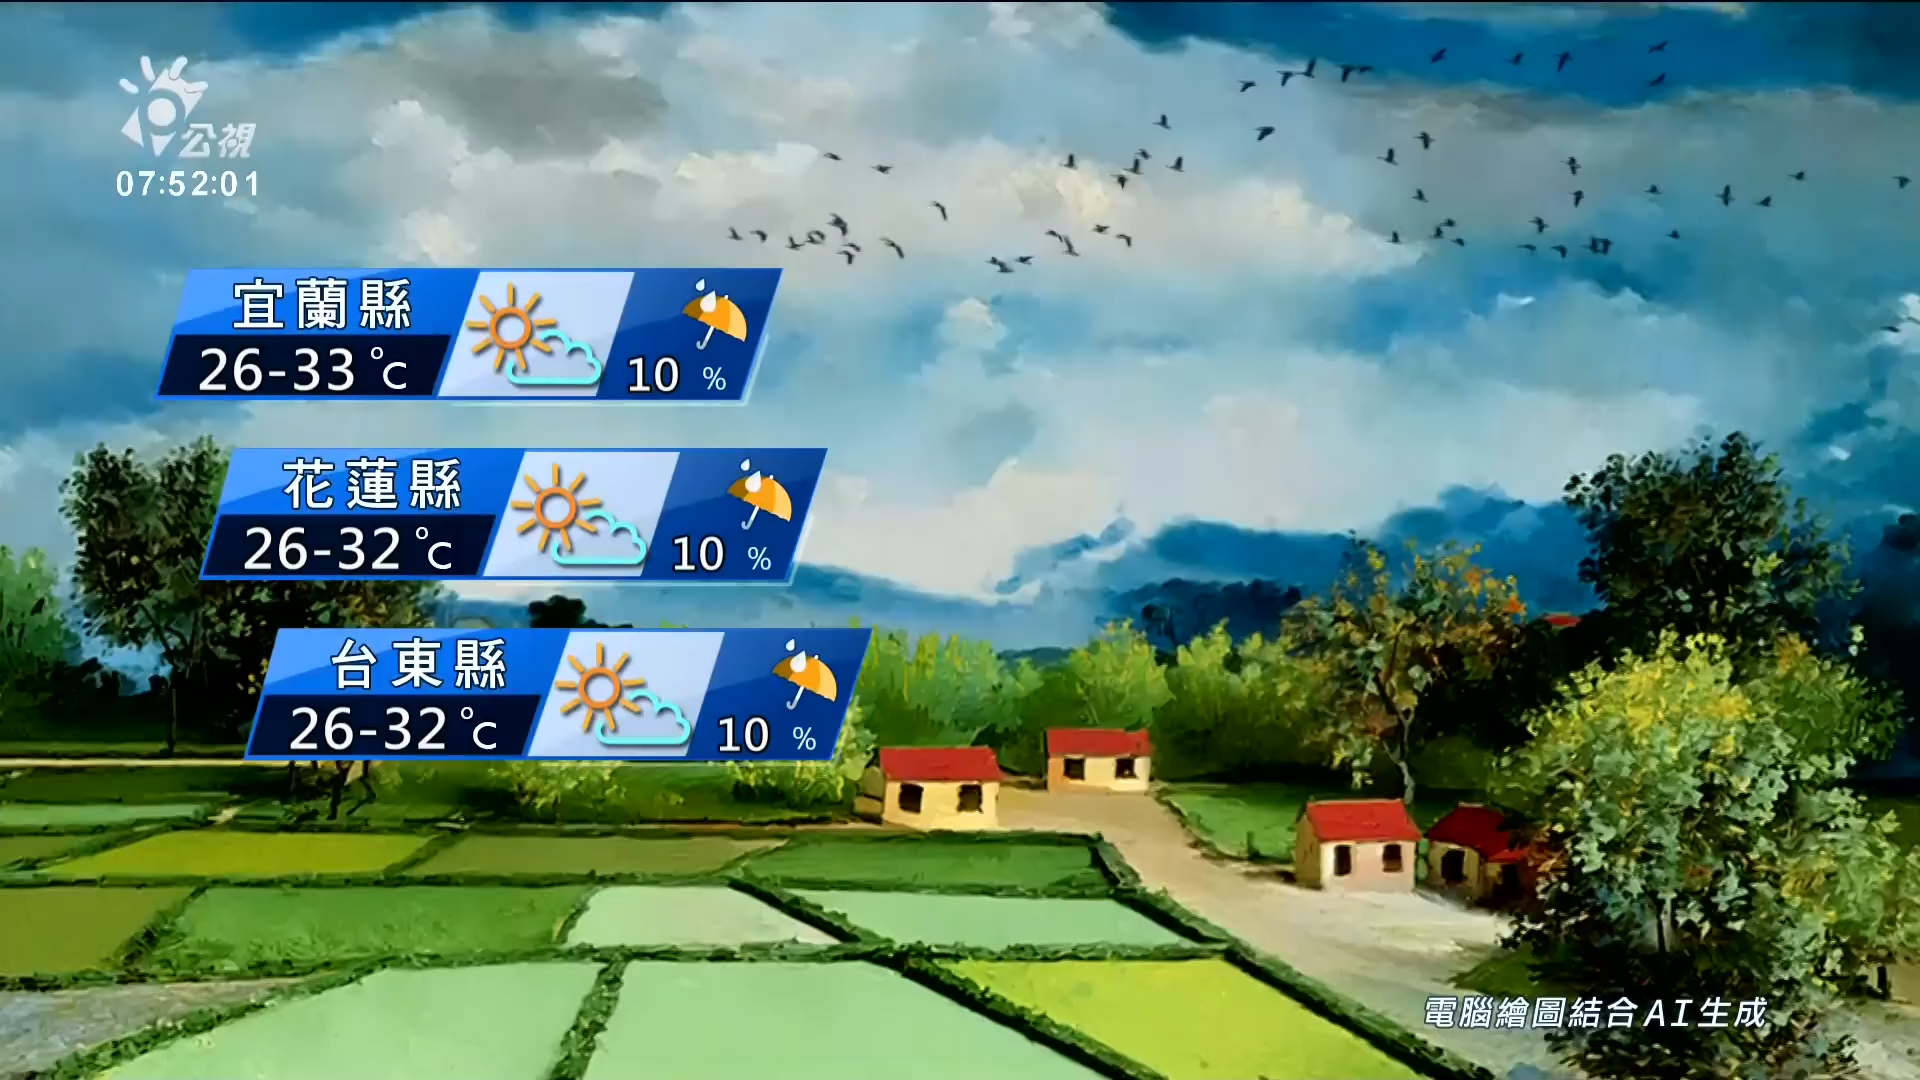 公視
07:52:01
宜蘭縣
26-33℃
10 %
花蓮縣
26-32℃
10 %
台東縣
26-32℃
10 %
電腦繪圖結合AI生成